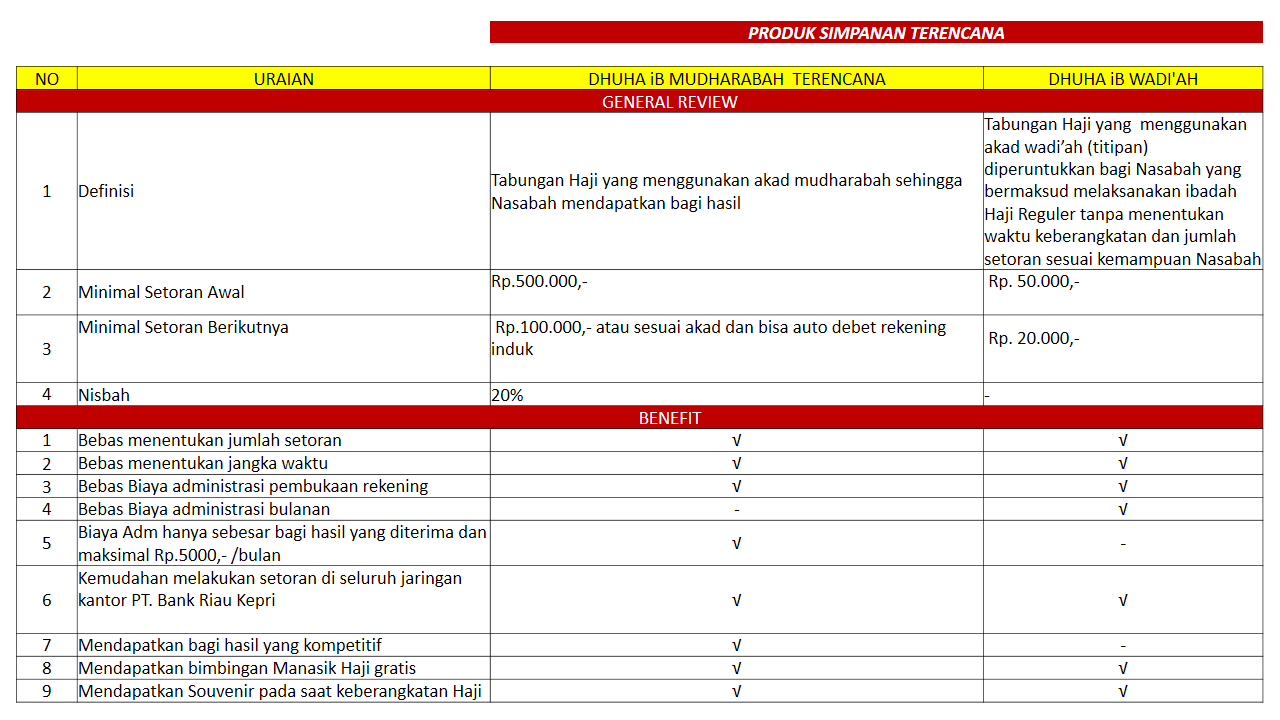 PRODUK SIMPANAN TERENCANA
NO URAIAN DHUHA iB MUDHARABAH TERENCANA DHUHA iB WADI'AH
GENERAL REVIEW
1 Definisi
Tabungan Haji yang menggunakan akad mudharabah sehingga
Nasabah mendapatkan bagi hasil
Tabungan Haji yang menggunakan
akad wadi’ah (titipan)
diperuntukkan bagi Nasabah yang
bermaksud melaksanakan ibadah
Haji Reguler tanpa menentukan
waktu keberangkatan dan jumlah
setoran sesuai kemampuan Nasabah
2 Minimal Setoran Awal Rp.500.000,- Rp. 50.000,-
3 Minimal Setoran Berikutnya
Rp.100.000,- atau sesuai akad dan bisa auto debet rekening
induk
Rp. 20.000,-
4 Nisbah 20% -
BENEFIT
1 Bebas menentukan jumlah setoran √ √
2 Bebas menentukan jangka waktu √ √
3 Bebas Biaya administrasi pembukaan rekening √ √
4 Bebas Biaya administrasi bulanan - √
5 Biaya Adm hanya sebesar bagi hasil yang diterima dan
maksimal Rp.5000,- /bulan √ -
6 Kemudahan melakukan setoran di seluruh jaringan
kantor PT. Bank Riau Kepri √ √
7 Mendapatkan bagi hasil yang kompetitif √ -
8 Mendapatkan bimbingan Manasik Haji gratis √ √
9 Mendapatkan Souvenir pada saat keberangkatan Haji √ √